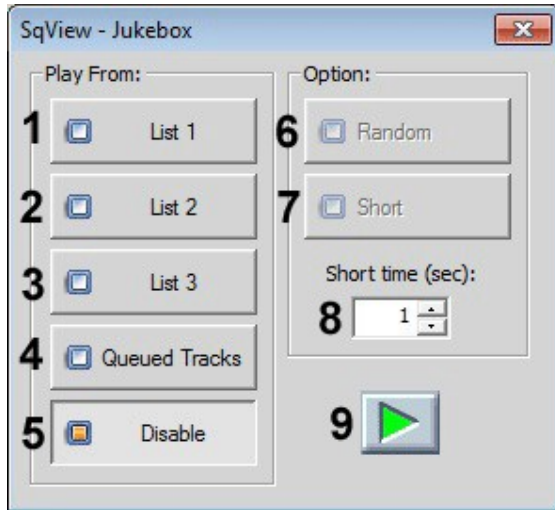 SqView - Jukebox
Play From:
1 List 1
2 List 2
3 List 3
4 Queued Tracks
5 Disable
Option:
6 Random
7 Short
Short time (sec):
8 1
9